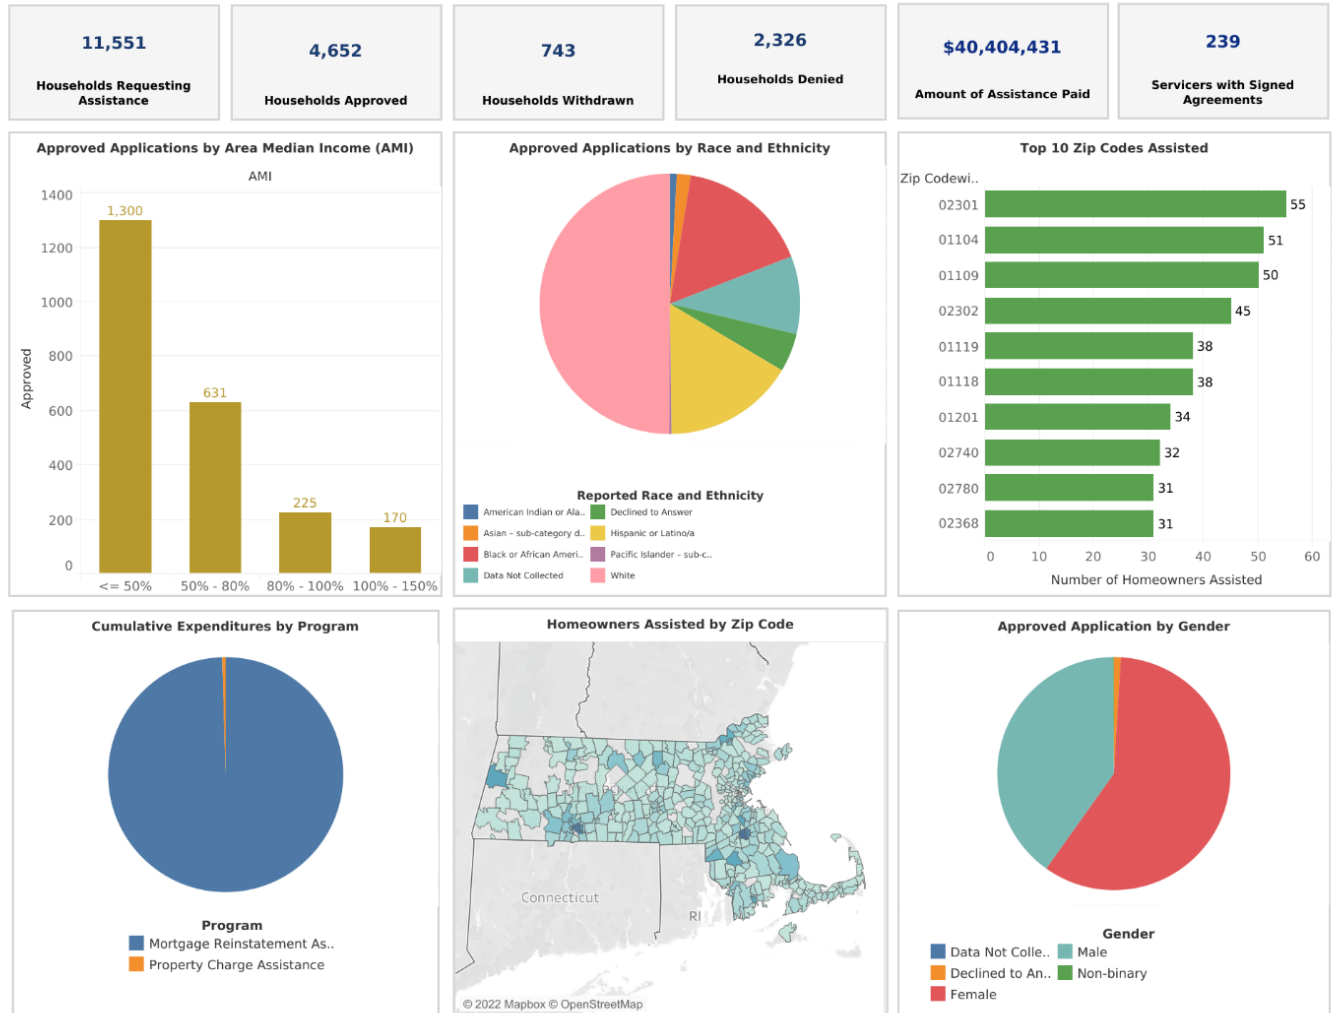 11,551
Households Requesting
Assistance
4,652
Households Approved
743
Households Withdrawn
2,326
Households Denied
$40,404,431
Amount of Assistance Paid
239
Servicers with Signed
Agreements
Approved Applications by Area Median Income (AMI)
AMI
Approved
1400
1200
1000
800
600
400
200
0
1,300
631
225
170
<= 50%
50% - 80%
80% - 100%
100% - 150%
Approved Applications by Race and Ethnicity
Reported Race and Ethnicity
American Indian or Ala..
Declined to Answer
Asian – sub-category d..
Hispanic or Latino/a
Black or African Ameri..
Pacific Islander – sub-c..
Data Not Collected
White
Top 10 Zip Codes Assisted
Zip Codewi..
02301 55
01104 51
01109 50
02302 45
01119 38
01118 38
01201 34
02740 32
02780 31
02368 31
0 10 20 30 40 50 60
Number of Homeowners Assisted
Cumulative Expenditures by Program
Program
Mortgage Reinstatement As..
Property Charge Assistance
Homeowners Assisted by Zip Code
Connecticut
RI
© 2022 Mapbox © OpenStreetMap
Approved Application by Gender
Gender
Data Not Colle..
Male
Declined to An..
Non-binary
Female